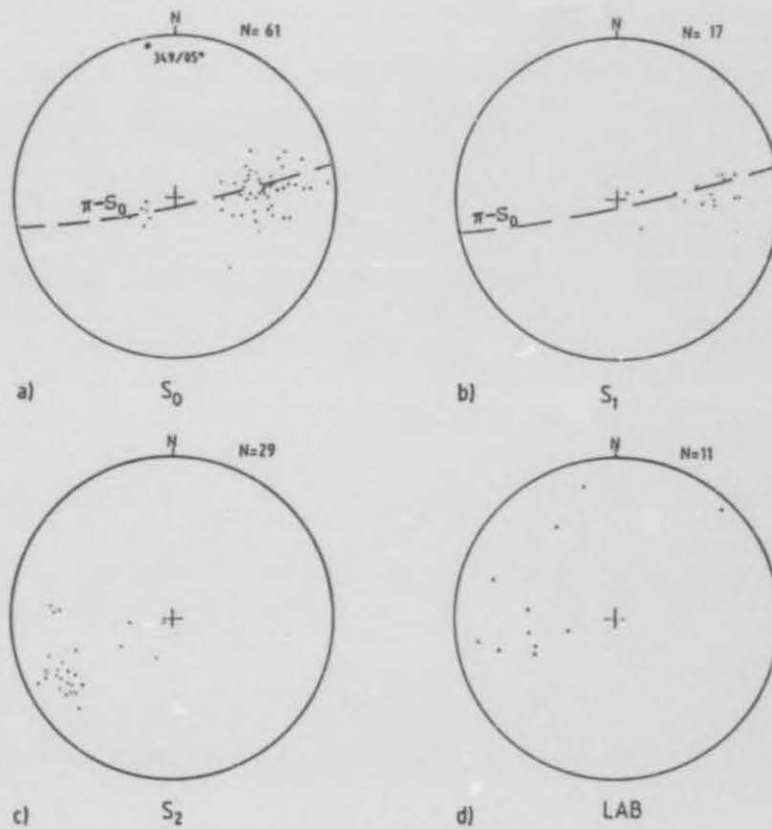 N
N= 61
349/05°
π-S₀
a)
S₀
N
N= 17
π-S₀
b)
S₁
N
N=29
c)
S₂
N
N=11
d)
LAB